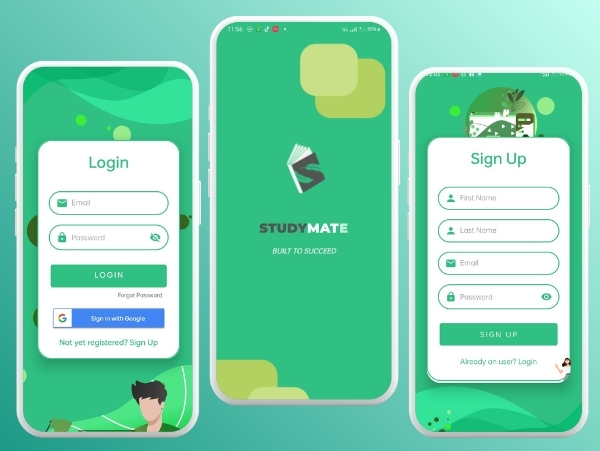 Login
Email
Password
LOGIN
Forgot Password
Sign in with Google
Not yet registered? Sign Up
11:56
STUDYMATE
BUILT TO SUCCEED
Sign Up
First Name
Last Name
Email
Password
SIGN UP
Already an user? Login